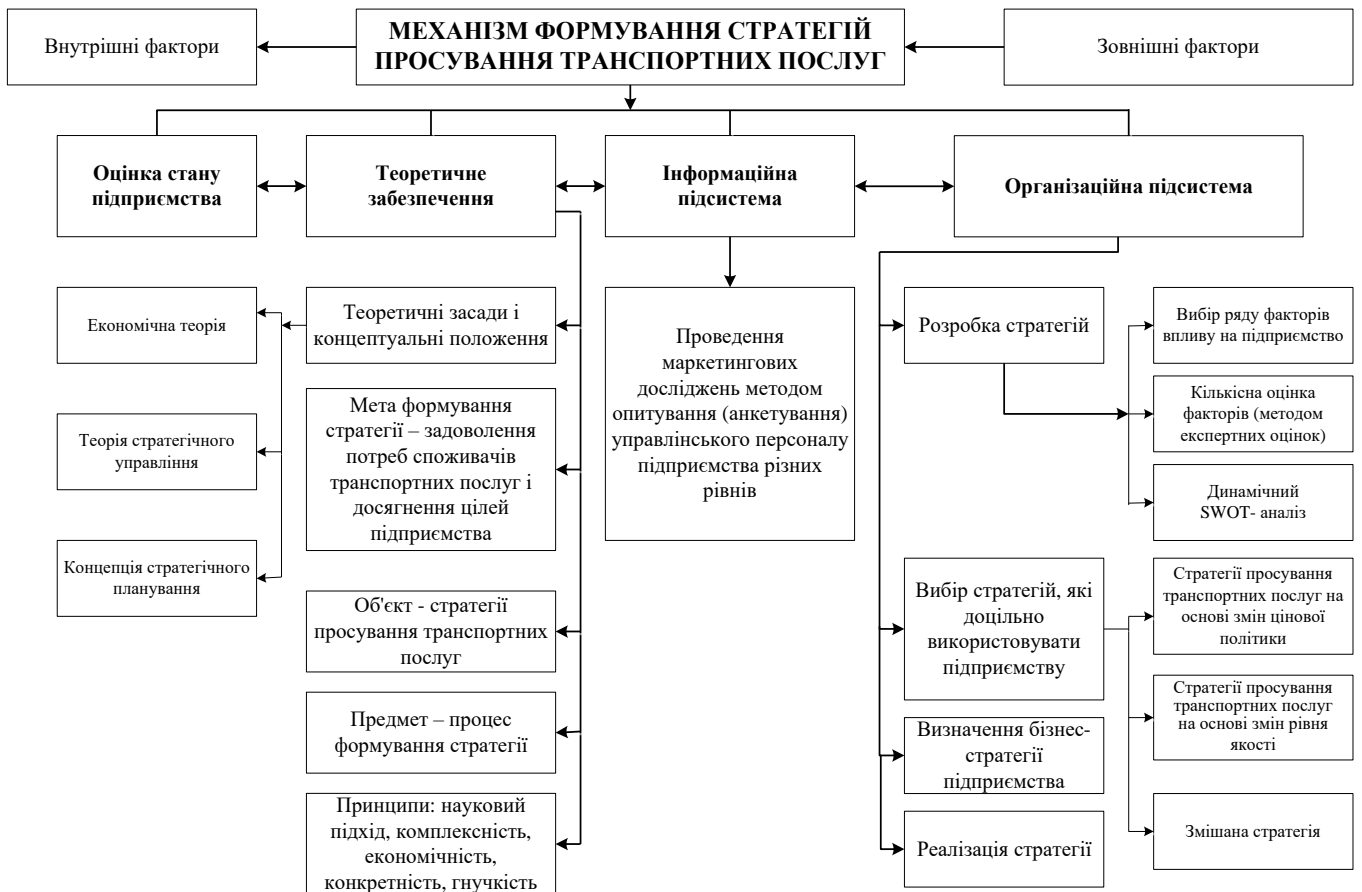 Внутрішні фактори
МЕХАНІЗМ ФОРМУВАННЯ СТРАТЕГІЙ
ПРОСУВАННЯ ТРАНСПОРТНИХ ПОСЛУГ
Зовнішні фактори
Оцінка стану
підприємства
Теоретичне
забезпечення
Інформаційна
підсистема
Організаційна підсистема
Економічна теорія
Теорія стратегічного
управління
Концепція стратегічного
планування
Теоретичні засади і
концептуальні положення
Мета формування
стратегії – задоволення
потреб споживачів
транспортних послуг і
досягнення цілей
підприємства
Об'єкт - стратегії
просування транспортних
послуг
Предмет – процес
формування стратегії
Принципи: науковий
підхід, комплексність,
економічність,
конкретність, гнучкість
Проведення
маркетингових
досліджень методом
опитування (анкетування)
управлінського персоналу
підприємства різних
рівнів
Розробка стратегій
Вибір стратегій, які
доцільно
використовувати
підприємству
Визначення бізнес-
стратегії
підприємства
Реалізація стратегії
Вибір ряду факторів
впливу на підприємство
Кількісна оцінка
факторів (методом
експертних оцінок)
Динамічний
SWOT- аналіз
Стратегії просування
транспортних послуг на
основі змін цінової
політики
Стратегії просування
транспортних послуг
на основі змін рівня
якості
Змішана стратегія